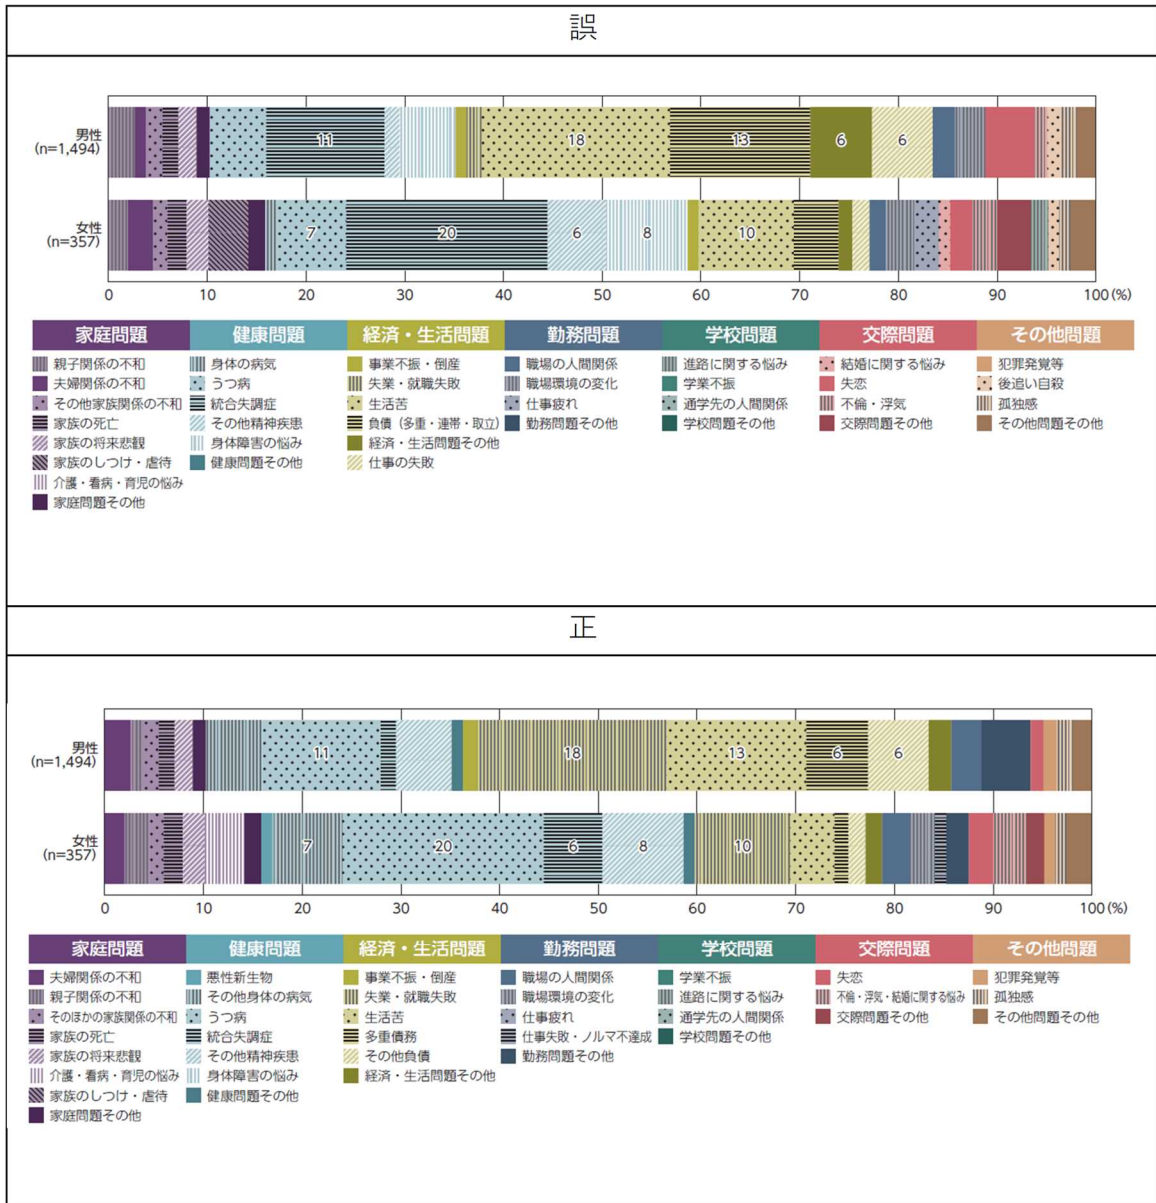 誤
男性
(n=1,494)
11 18 13 6 6
女性
(n=357)
7 20 6 8 10
0 10 20 30 40 50 60 70 80 90 100 (%)
家庭問題 健康問題 経済・生活問題 勤務問題 学校問題 交際問題 その他問題
親子関係の不和 身体の病気 事業不振・倒産 職場の人間関係 進路に関する悩み 結婚に関する悩み 犯罪発覚等
夫婦関係の不和 うつ病 失業・就職失敗 職場環境の変化 学業不振 失恋 後追い自殺
その他家族関係の不和 統合失調症 生活苦 仕事疲れ 通学先の人間関係 不倫・浮気 孤独感
家族の死亡 その他精神疾患 負債（多重・連帯・取立） 勤務問題その他 学校問題その他 交際問題その他 その他問題その他
家族の将来悲観 身体障害の悩み 経済・生活問題その他
家族のしつけ・虐待 健康問題その他 仕事の失敗
介護・看病・育児の悩み
家庭問題その他
正
男性
(n=1,494)
11 18 13 6 6
女性
(n=357)
7 20 6 8 10
0 10 20 30 40 50 60 70 80 90 100 (%)
家庭問題 健康問題 経済・生活問題 勤務問題 学校問題 交際問題 その他問題
夫婦関係の不和 悪性新生物 事業不振・倒産 職場の人間関係 学業不振 失恋 犯罪発覚等
親子関係の不和 その他身体の病気 失業・就職失敗 職場環境の変化 進路に関する悩み 不倫・浮気・結婚に関する悩み 孤独感
そのほかの家族関係の不和 うつ病 生活苦 仕事疲れ 通学先の人間関係 交際問題その他 その他問題その他
家族の死亡 統合失調症 多重債務 仕事失敗・ノルマ不達成 学校問題その他
家族の将来悲観 その他精神疾患 その他負債 勤務問題その他
介護・看病・育児の悩み 身体障害の悩み 経済・生活問題その他
家族のしつけ・虐待 健康問題その他
家庭問題その他